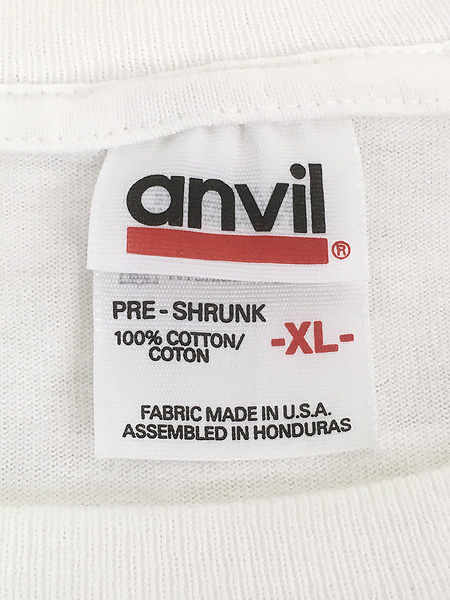 anvil®
PRE-SHRUNK
100% COTTON/
COTON
-XL-
FABRIC MADE IN U.S.A.
ASSEMBLED IN HONDURAS